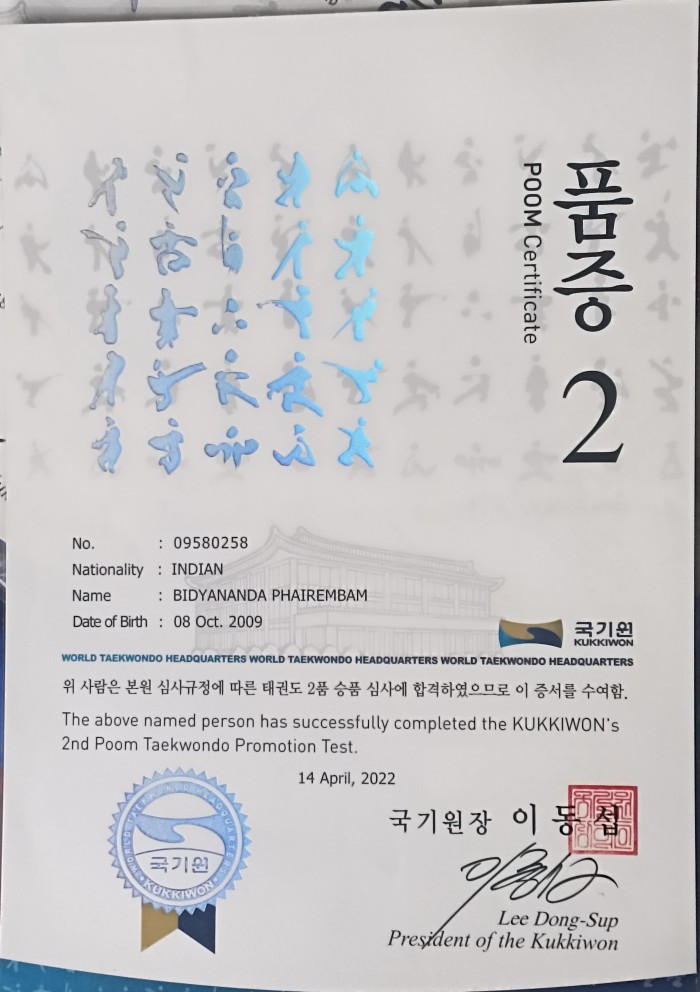 품증
POOM Certificate
2
No. : 09580258
Nationality : INDIAN
Name : BIDYANANDA PHAIREMBAM
Date of Birth : 08 Oct. 2009
국기원
KUKKIWON
WORLD TAEKWONDO HEADQUARTERS WORLD TAEKWONDO HEADQUARTERS WORLD TAEKWONDO HEADQUARTERS
위 사람은 본원 심사규정에 따른 태권도 2품 승품 심사에 합격하였으므로 이 증서를 수여함.
The above named person has successfully completed the KUKKIWON's
2nd Poom Taekwondo Promotion Test.
14 April, 2022
WORLD TAEKWONDO HEADQUARTERS
국기원
KUKKIWON
국기원장 이동섭
Lee Dong-Sup
President of the Kukkiwon